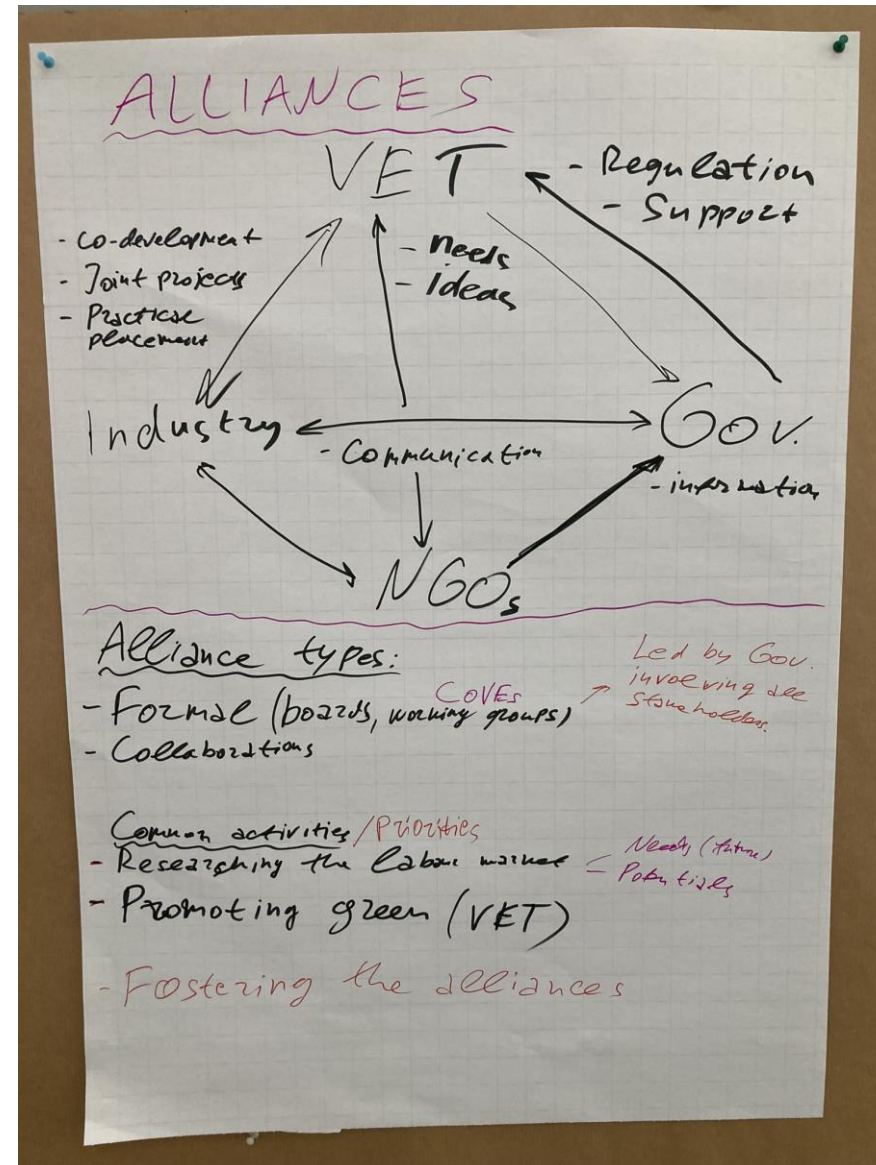 ALLIANCES
VET
- Regulation
- Support
- Co-development
- Joint projects
- Practical
placement
- needs
- Ideas
Industry
Gov.
- Communication
- information
NGOs
Alliance types:
- Formal (boards, working groups)
COVEs
Led by Gov.
involving all
stakeholders.
- Collaborations
Common activities /Priorities
- Researching the labour market
- Needs (future)
- Potentials
- Promoting green (VET)
- Fostering the alliances